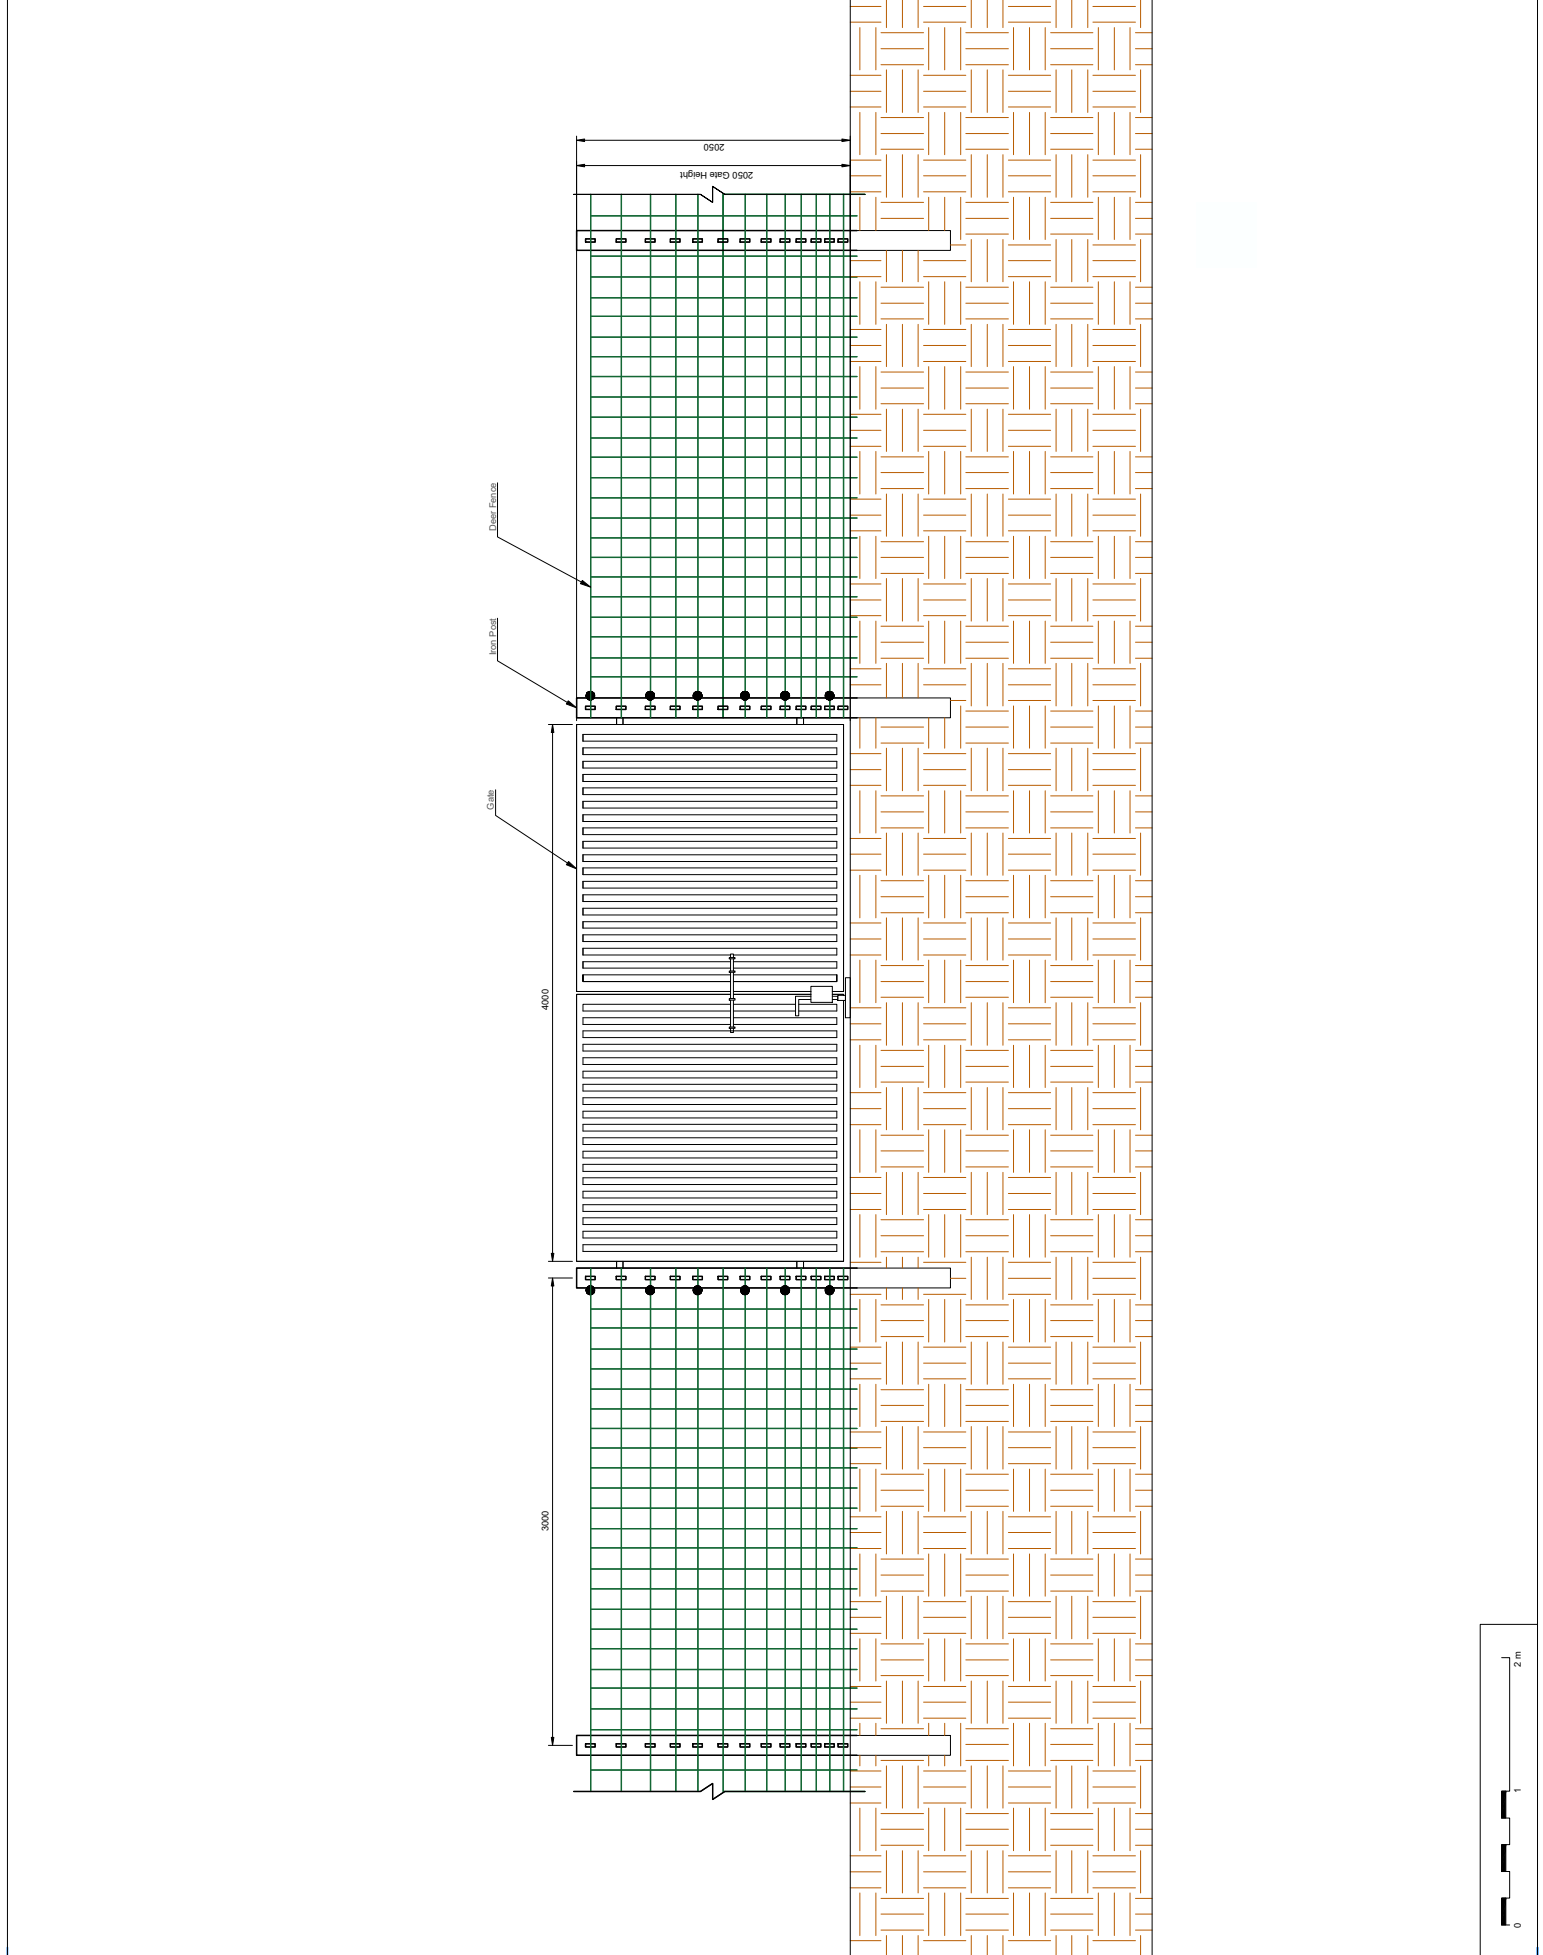 2050
2050 Gate Height
Deer Fence
Iron Post
Gate
4000
3000
0
1
2 m